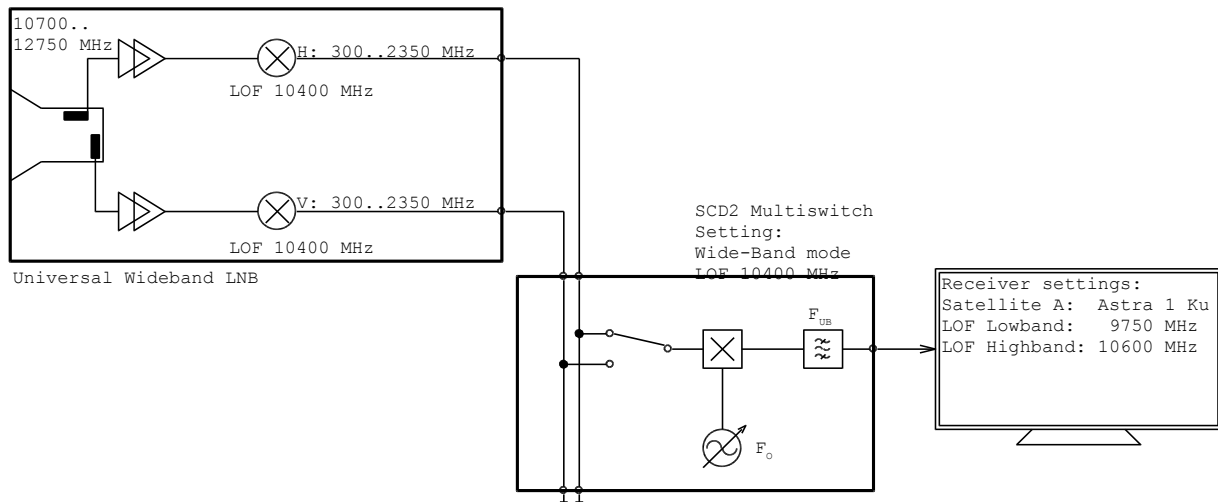 10700..
12750 MHz
H: 300..2350 MHz
LOF 10400 MHz
V: 300..2350 MHz
LOF 10400 MHz
Universal Wideband LNB
SCD2 Multiswitch
Setting:
Wide-Band mode
LOF 10400 MHz
F_UB
F_O
Receiver settings:
Satellite A: Astra 1 Ku
LOF Lowband: 9750 MHz
LOF Highband: 10600 MHz